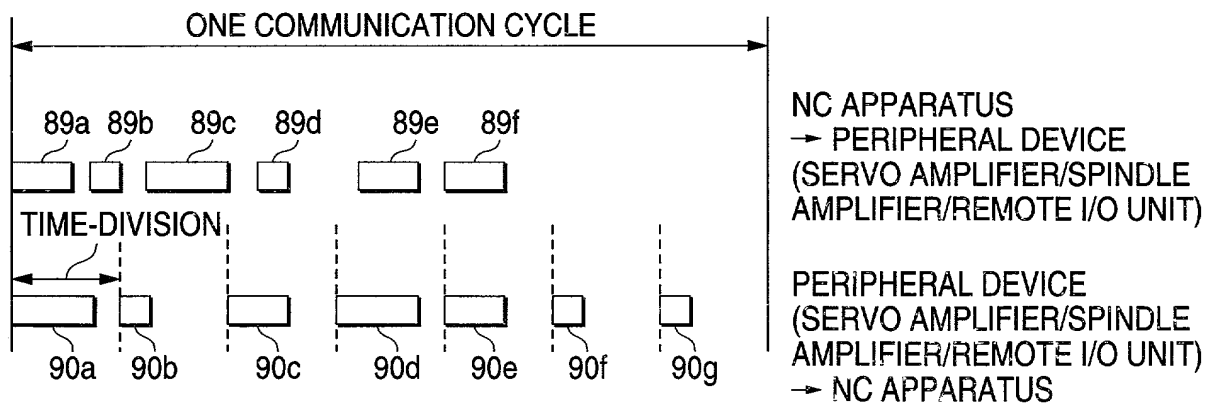 ONE COMMUNICATION CYCLE
89a 89b 89c 89d 89e 89f
NC APPARATUS
→ PERIPHERAL DEVICE
(SERVO AMPLIFIER/SPINDLE
AMPLIFIER/REMOTE I/O UNIT)
TIME-DIVISION
90a 90b 90c 90d 90e 90f 90g
PERIPHERAL DEVICE
(SERVO AMPLIFIER/SPINDLE
AMPLIFIER/REMOTE I/O UNIT)
→ NC APPARATUS